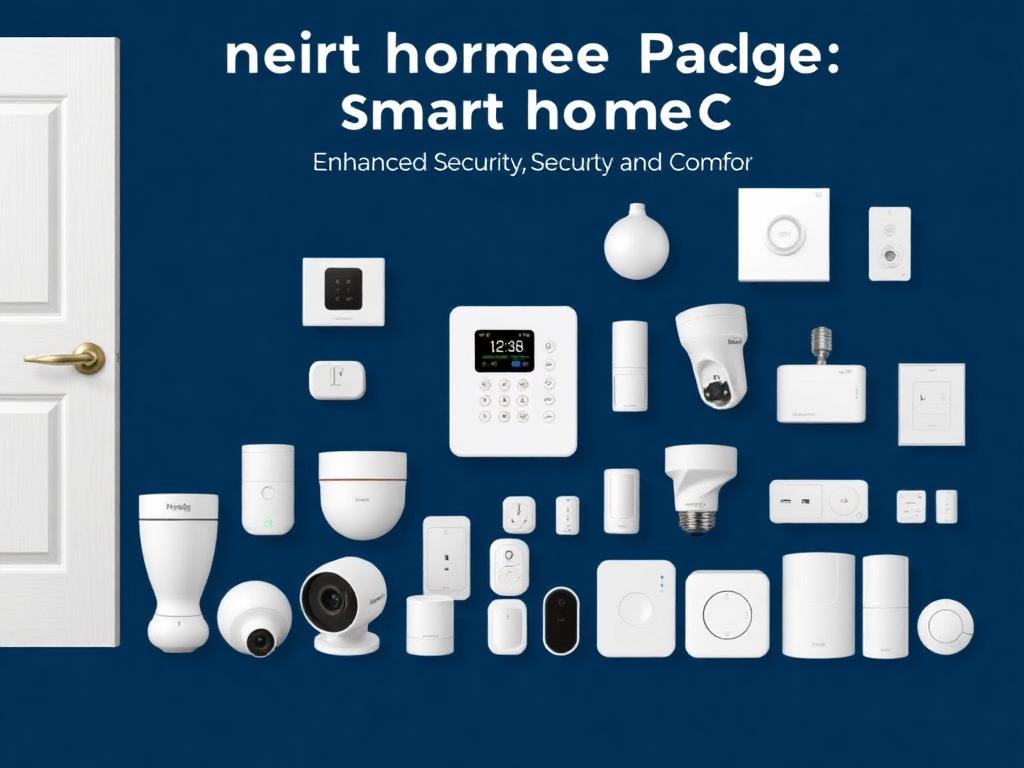 neirt hormee Paclge:
Smart homeC
Enhanced Security, Securty and Comfor
12:38